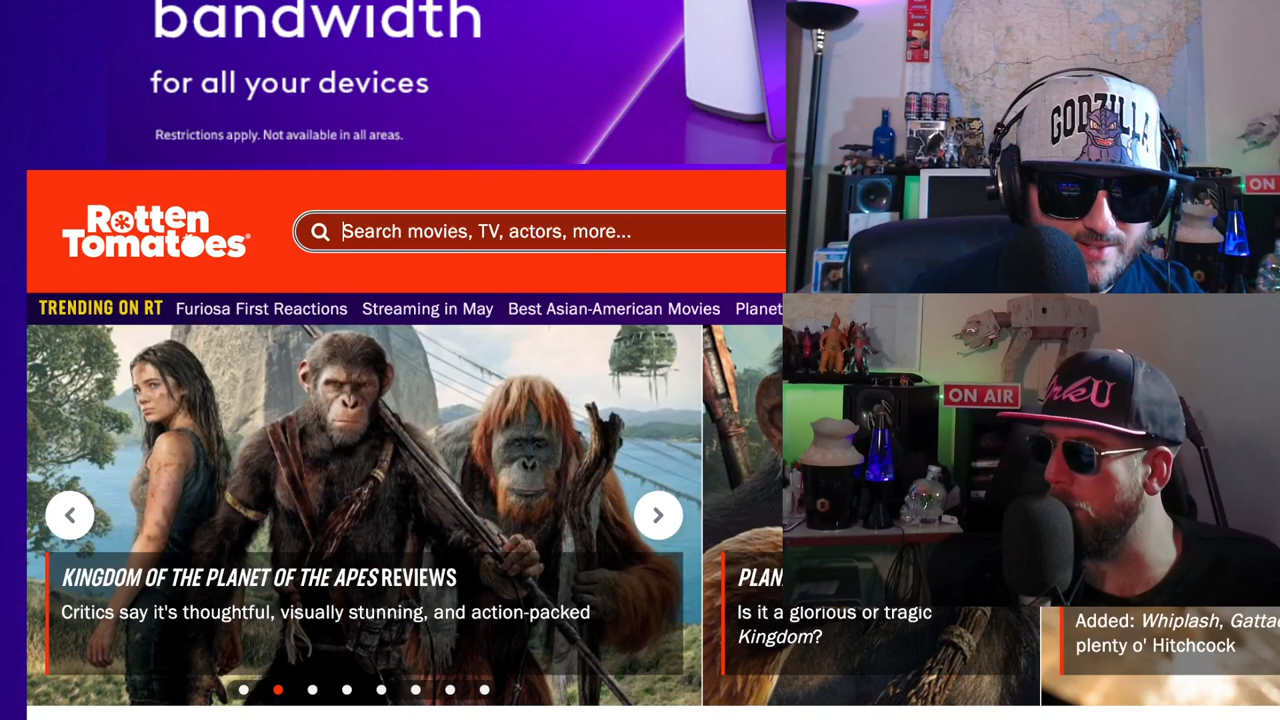 bandwidth
for all your devices
Restrictions apply. Not available in all areas.
Rotten
Tomatoes®
Search movies, TV, actors, more...
TRENDING ON RT Furiosa First Reactions Streaming in May Best Asian-American Movies Planet
KINGDOM OF THE PLANET OF THE APES REVIEWS
Critics say it's thoughtful, visually stunning, and action-packed
PLAN
Is it a glorious or tragic
Kingdom?
Added: Whiplash, Gatta
plenty o' Hitchcock
GODZILLA
ON
ON AIR